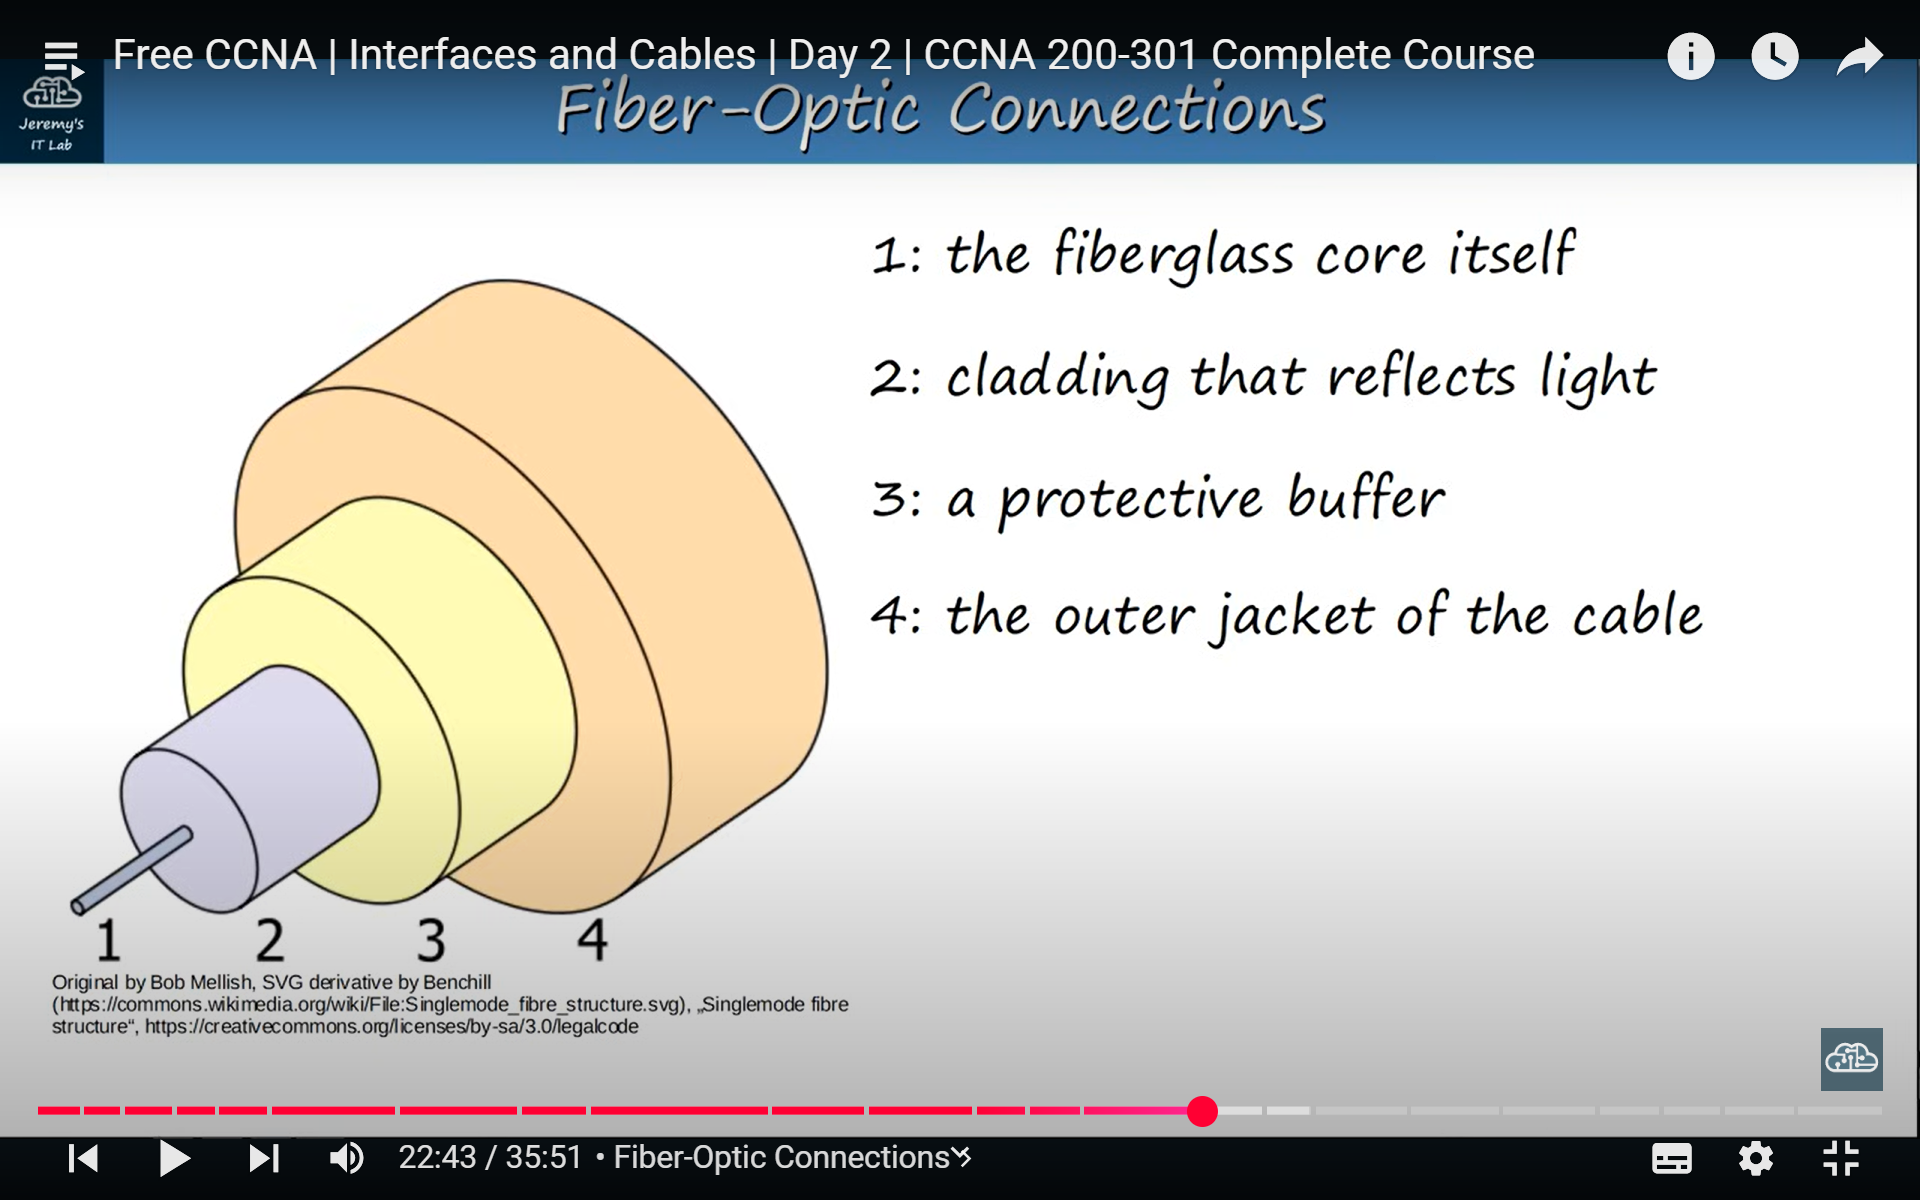 Free CCNA | Interfaces and Cables | Day 2 | CCNA 200-301 Complete Course
Jeremy's
IT Lab
Fiber-Optic Connections
1: the fiberglass core itself
2: cladding that reflects light
3: a protective buffer
4: the outer jacket of the cable
1 2 3 4
Original by Bob Mellish, SVG derivative by Benchill
(https://commons.wikimedia.org/wiki/File:Singlemode_fibre_structure.svg), „Singlemode fibre
structure“, https://creativecommons.org/licenses/by-sa/3.0/legalcode
22:43 / 35:51 • Fiber-Optic Connections